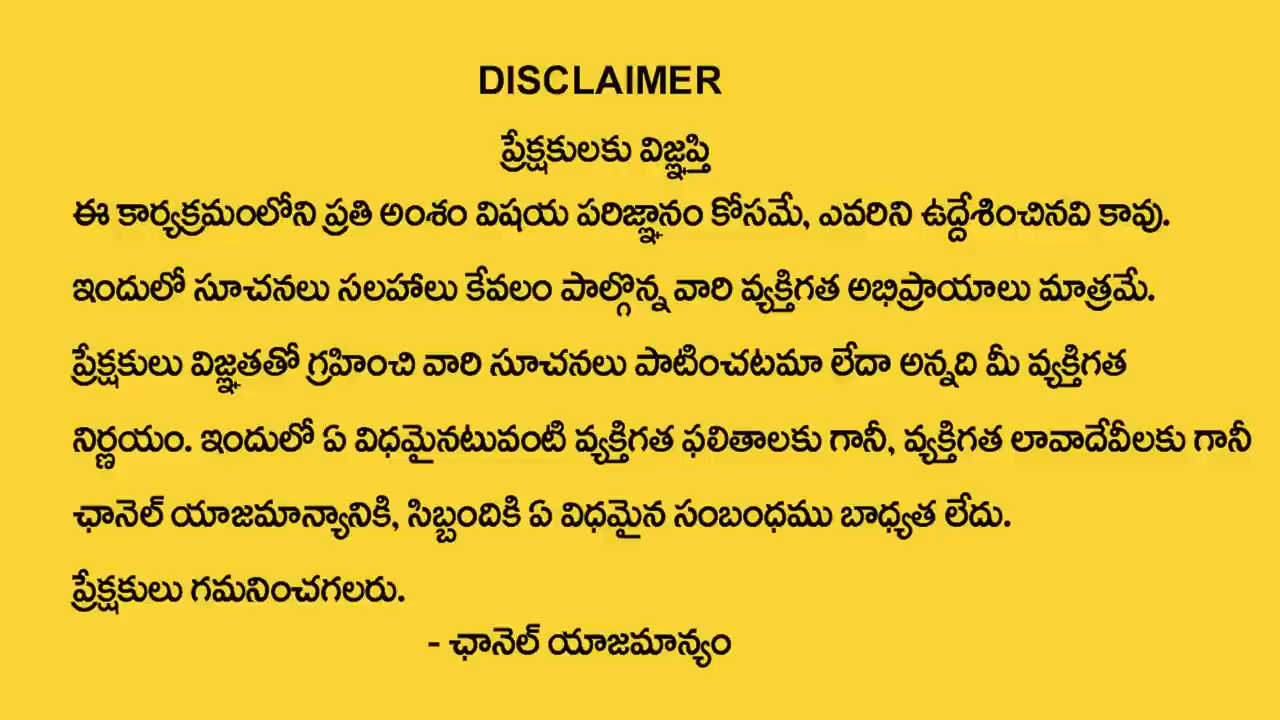 DISCLAIMER
ప్రేక్షకులకు విజ్ఞప్తి
ఈ కార్యక్రమంలోని ప్రతి అంశం విషయ పరిజ్ఞానం కోసమే, ఎవరిని ఉద్దేశించినవి కావు.
ఇందులో సూచనలు సలహాలు కేవలం పాల్గొన్న వారి వ్యక్తిగత అభిప్రాయాలు మాత్రమే.
ప్రేక్షకులు విజ్ఞతతో గ్రహించి వారి సూచనలు పాటించటమా లేదా అన్నది మీ వ్యక్తిగత
నిర్ణయం. ఇందులో ఏ విధమైనటువంటి వ్యక్తిగత ఫలితాలకు గానీ, వ్యక్తిగత లావాదేవీలకు గానీ
ఛానెల్ యాజమాన్యానికి, సిబ్బందికి ఏ విధమైన సంబంధము బాధ్యత లేదు.
ప్రేక్షకులు గమనించగలరు.
- ఛానెల్ యాజమాన్యం